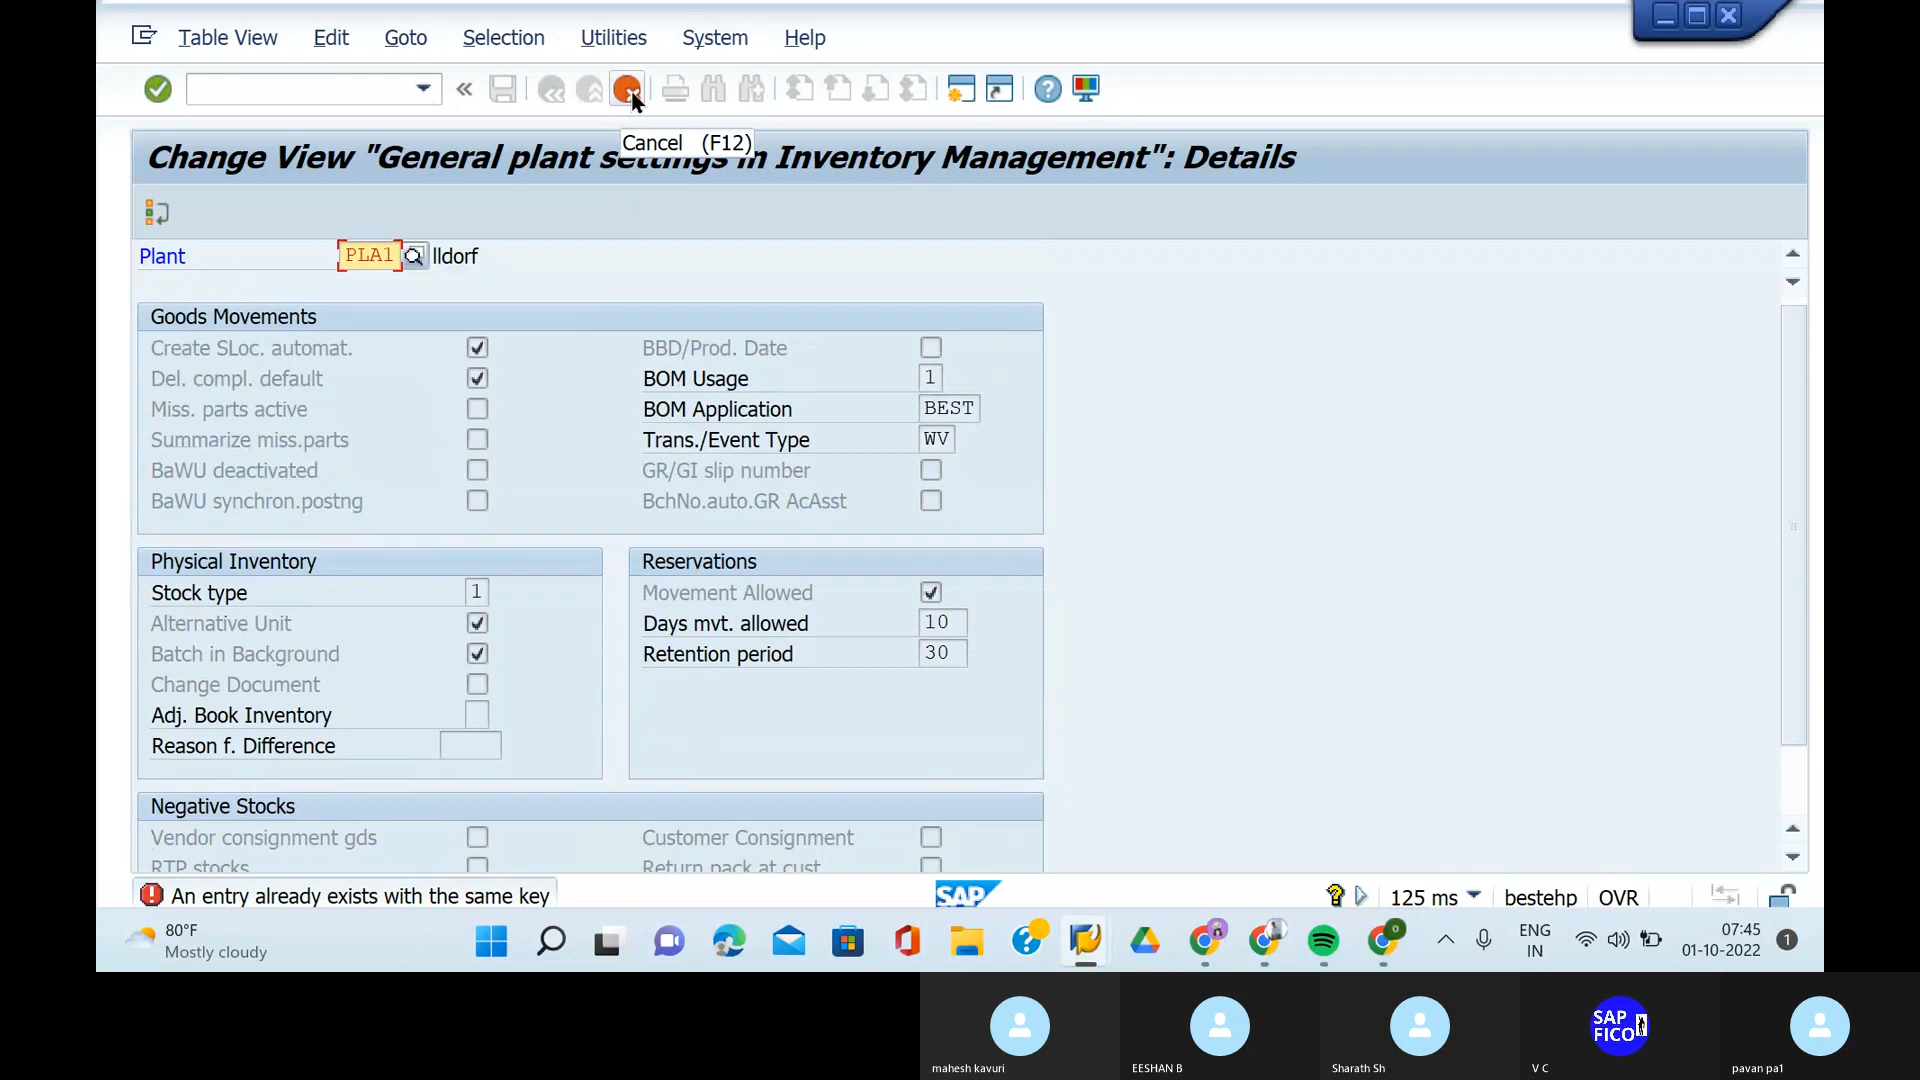 Table View Edit Goto Selection Utilities System Help
Cancel (F12)
Change View "General plant settings in Inventory Management": Details
Plant PLA1 lldorf
Goods Movements
Create SLoc. automat.
Del. compl. default
Miss. parts active
Summarize miss.parts
BaWU deactivated
BaWU synchron.postng
BBD/Prod. Date
BOM Usage 1
BOM Application BEST
Trans./Event Type WV
GR/GI slip number
BchNo.auto.GR AcAsst
Physical Inventory
Stock type 1
Alternative Unit
Batch in Background
Change Document
Adj. Book Inventory
Reason f. Difference
Reservations
Movement Allowed
Days mvt. allowed 10
Retention period 30
Negative Stocks
Vendor consignment gds
Customer Consignment
RTP stocks
Return pack at cust
An entry already exists with the same key
SAP
125 ms bestehp OVR
80°F
Mostly cloudy
ENG
IN
07:45
01-10-2022
1
SAP
FICO
mahesh kavuri EESHAN B Sharath Sh V C pavan pa1